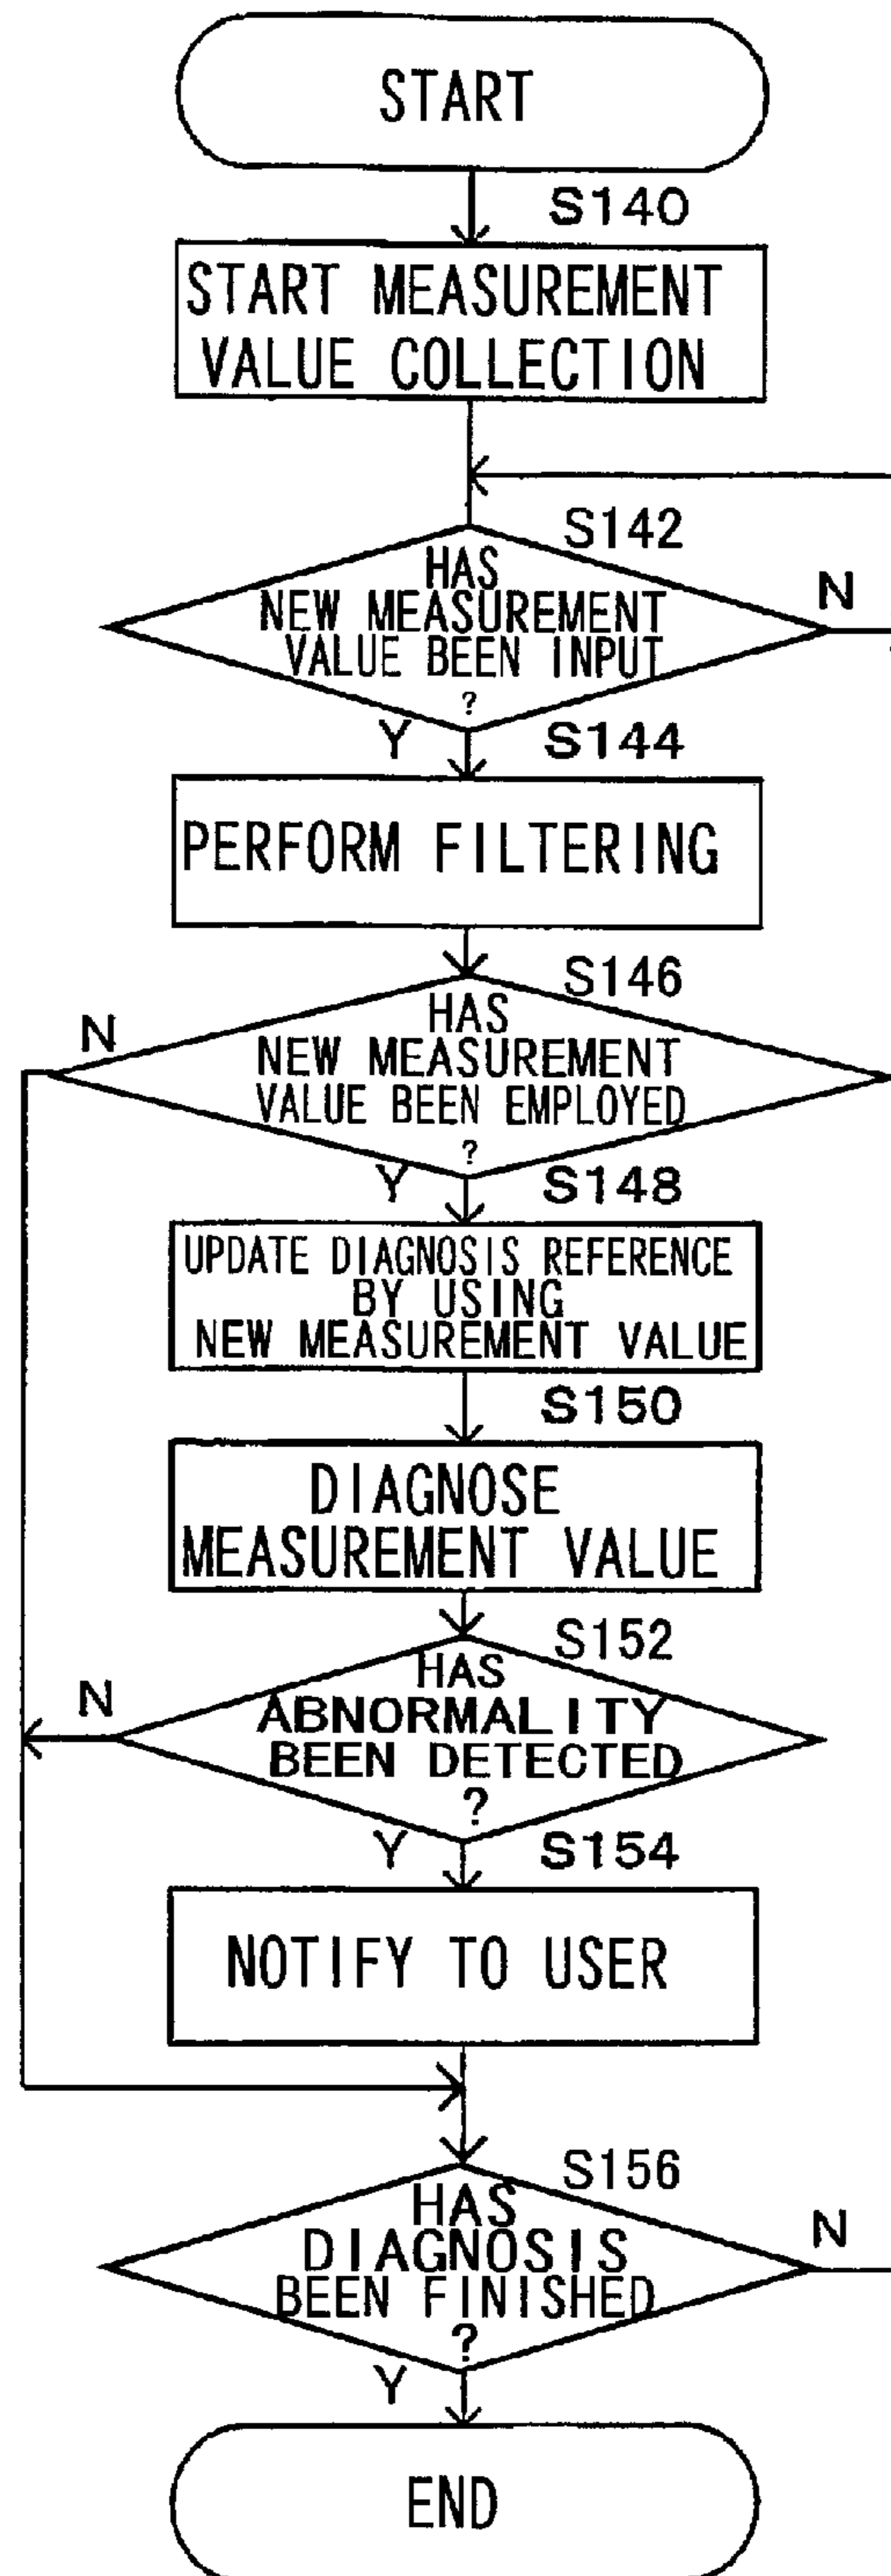 START
S140
START MEASUREMENT
VALUE COLLECTION
S142
HAS
NEW MEASUREMENT
VALUE BEEN INPUT
?
N
Y
S144
PERFORM FILTERING
S146
HAS
NEW MEASUREMENT
VALUE BEEN EMPLOYED
?
N
Y
S148
UPDATE DIAGNOSIS REFERENCE
BY USING
NEW MEASUREMENT VALUE
S150
DIAGNOSE
MEASUREMENT VALUE
S152
HAS
ABNORMALITY
BEEN DETECTED
?
N
Y
S154
NOTIFY TO USER
S156
HAS
DIAGNOSIS
BEEN FINISHED
?
N
Y
END